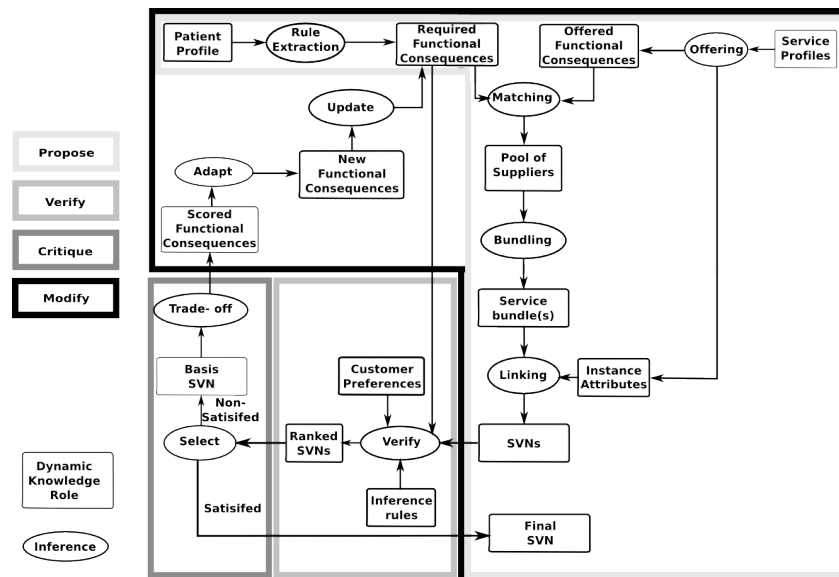 Patient
Profile
Rule
Extraction
Required
Functional
Consequences
Offered
Functional
Consequences
Offering
Service
Profiles
Update
Matching
Propose
Adapt
New
Functional
Consequences
Pool of
Suppliers
Verify
Scored
Functional
Consequences
Bundling
Critique
Modify
Trade- off
Service
bundle(s)
Basis
SVN
Customer
Preferences
Linking
Instance
Attributes
Non-
Satisifed
Select
Ranked
SVNs
Verify
SVNs
Dynamic
Knowledge
Role
Satisifed
Inference
rules
Final
SVN
Inference